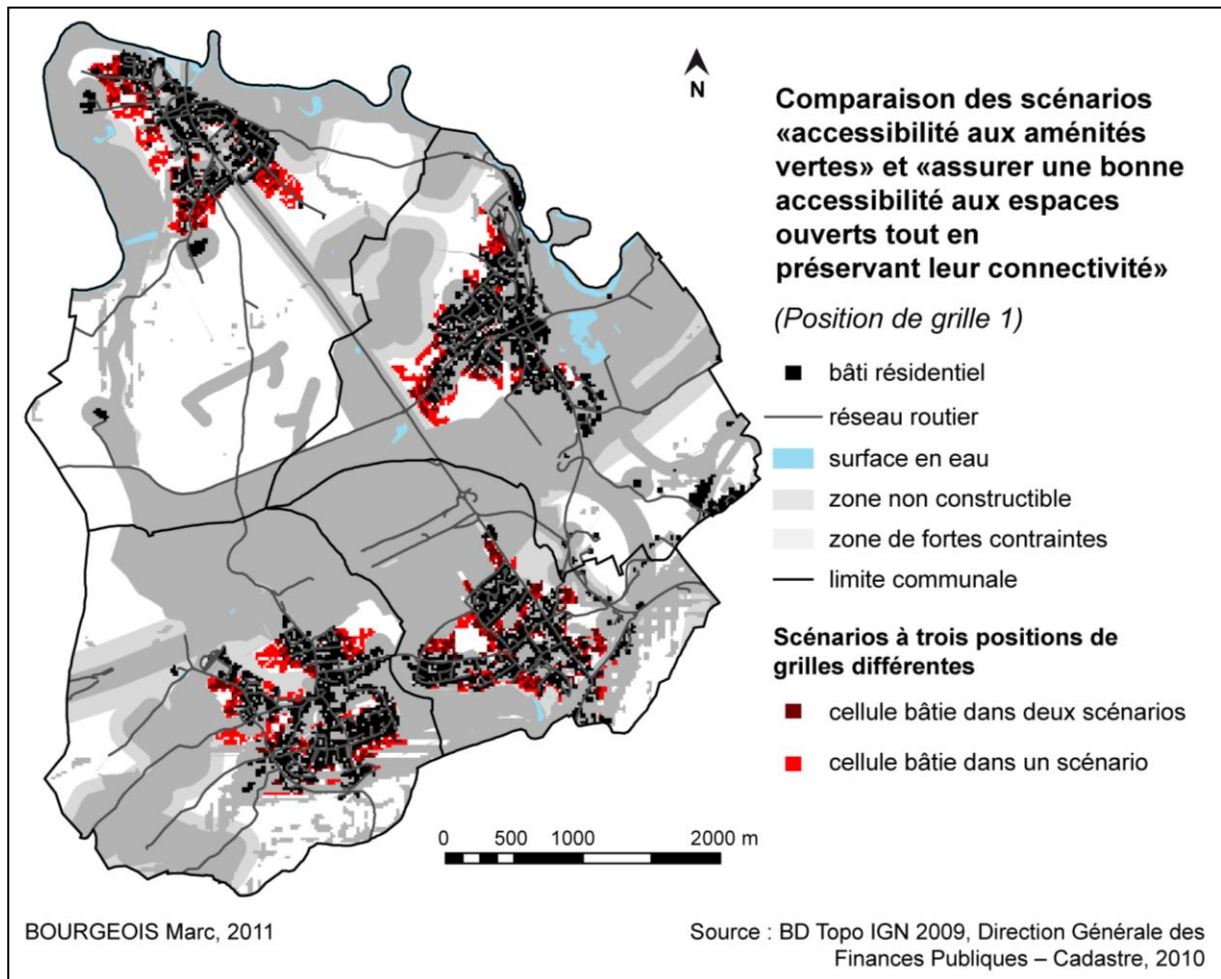 N
Comparaison des scénarios
«accessibilité aux aménités
vertes» et «assurer une bonne
accessibilité aux espaces
ouverts tout en
préservant leur connectivité»
(Position de grille 1)
bâti résidentiel
réseau routier
surface en eau
zone non constructible
zone de fortes contraintes
limite communale
Scénarios à trois positions de
grilles différentes
cellule bâtie dans deux scénarios
cellule bâtie dans un scénario
0 500 1000 2000 m
BOURGEOIS Marc, 2011
Source : BD Topo IGN 2009, Direction Générale des
Finances Publiques – Cadastre, 2010